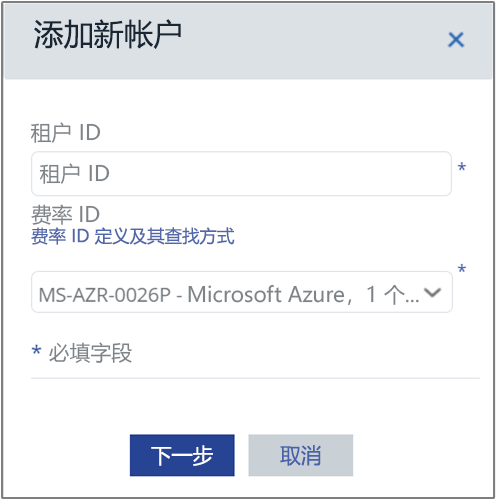 添加新帐户
×
租户 ID
租户 ID *
费率 ID
费率 ID 定义及其查找方式
MS-AZR-0026P - Microsoft Azure，1 个... *
* 必填字段
下一步 取消